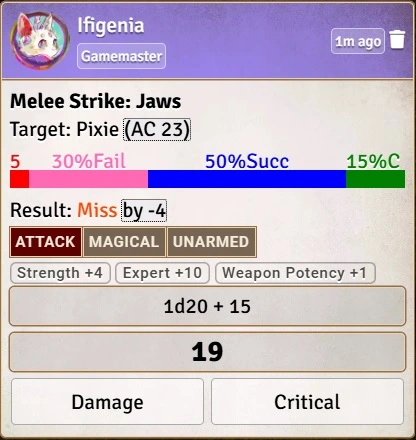 Ifigenia
Gamemaster
1m ago
Melee Strike: Jaws
Target: Pixie (AC 23)
5 30%Fail 50%Succ 15%C
Result: Miss by -4
ATTACK MAGICAL UNARMED
Strength +4 Expert +10 Weapon Potency +1
1d20 + 15
19
Damage Critical